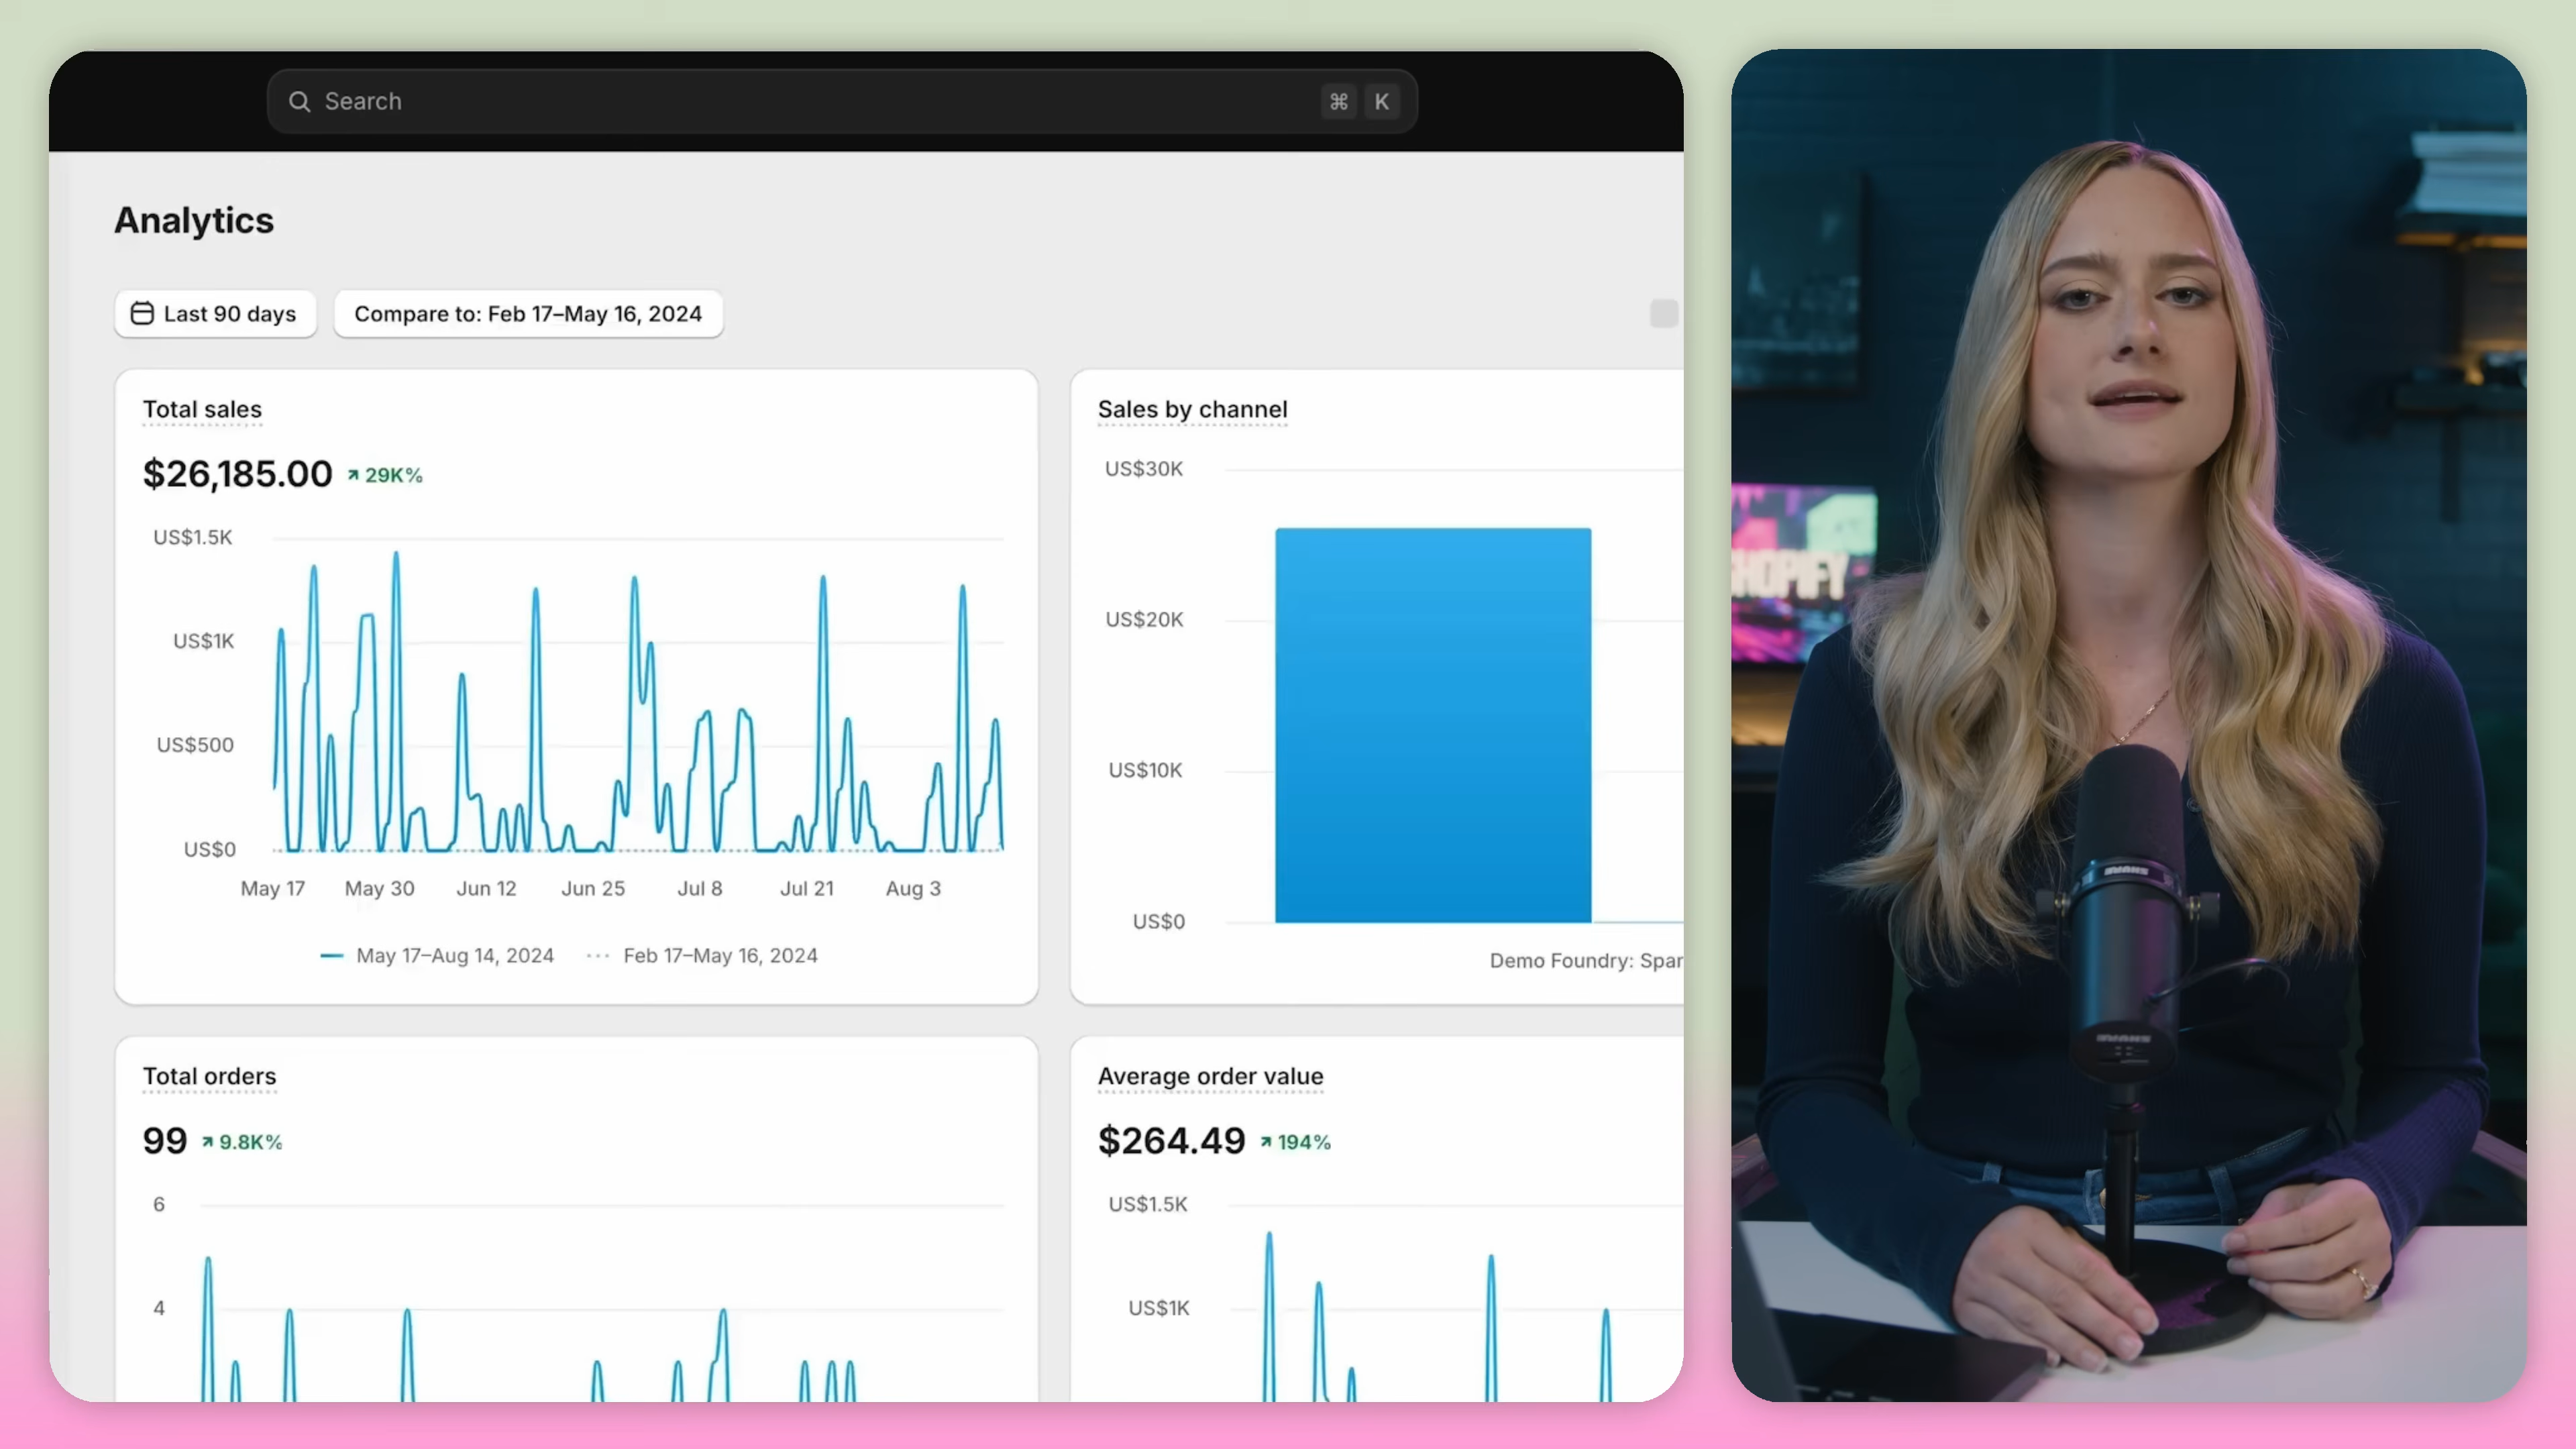 Search
⌘ K
Analytics
Last 90 days
Compare to: Feb 17–May 16, 2024
Total sales
$26,185.00 ↗ 29K%
US$1.5K
US$1K
US$500
US$0
May 17 May 30 Jun 12 Jun 25 Jul 8 Jul 21 Aug 3
May 17–Aug 14, 2024 Feb 17–May 16, 2024
Sales by channel
US$30K
US$20K
US$10K
US$0
Demo Foundry: Spar
Total orders
99 ↗ 9.8K%
6
4
Average order value
$264.49 ↗ 194%
US$1.5K
US$1K
HOPIFY